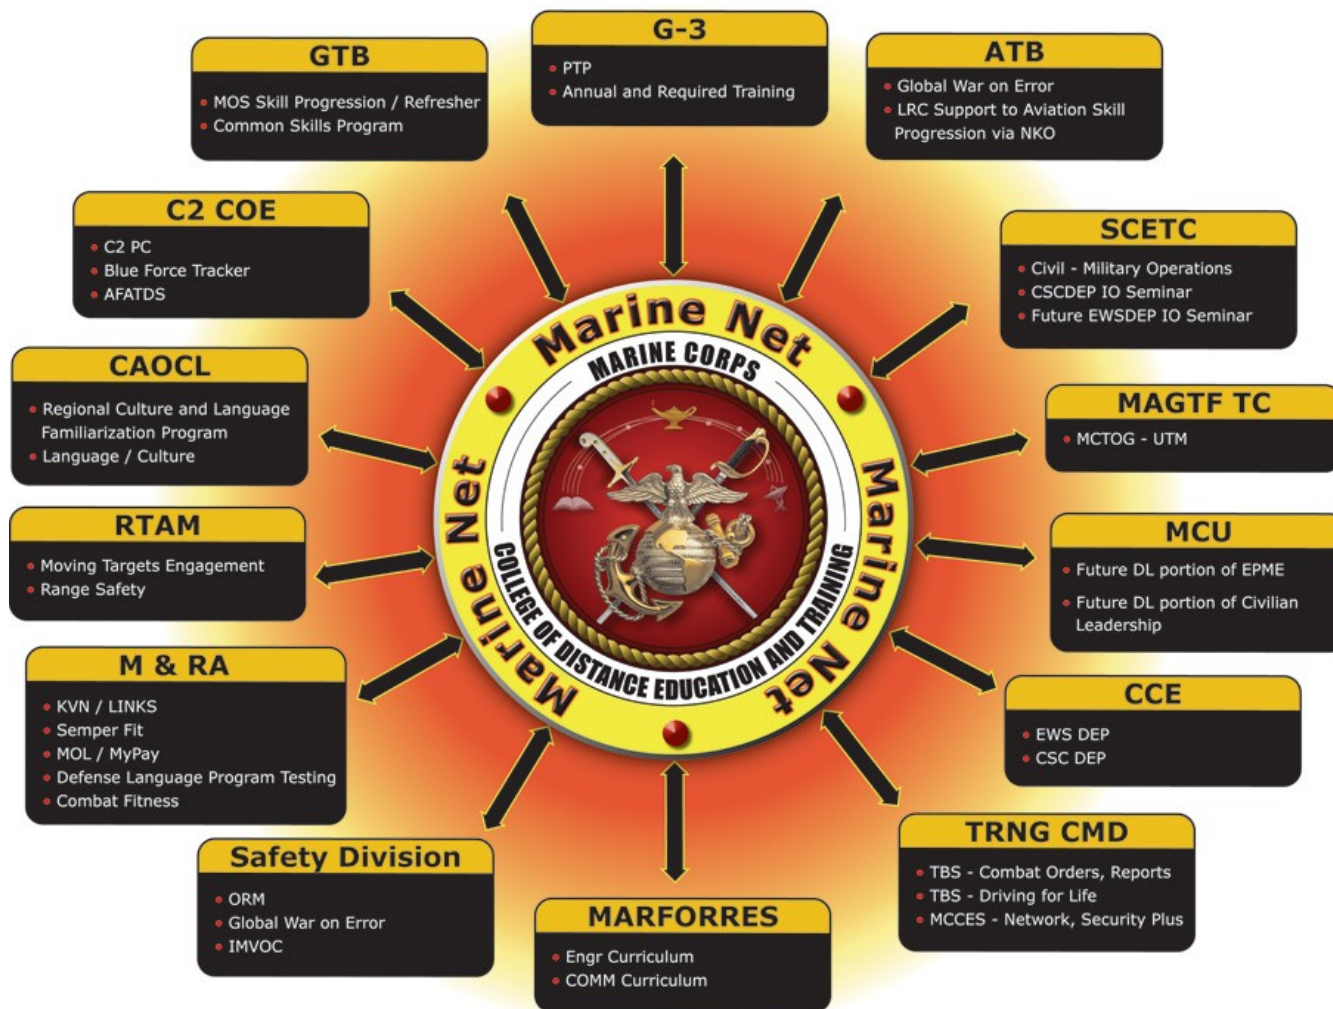 G-3
PTP
Annual and Required Training
GTB
MOS Skill Progression / Refresher
Common Skills Program
ATB
Global War on Error
LRC Support to Aviation Skill
Progression via NKO
C2 COE
C2 PC
Blue Force Tracker
AFATDS
SCETC
Civil - Military Operations
CSCDEP IO Seminar
Future EWSDEP IO Seminar
CAOCL
Regional Culture and Language
Familiarization Program
Language / Culture
MAGTF TC
MCTOG - UTM
RTAM
Moving Targets Engagement
Range Safety
MCU
Future DL portion of EPME
Future DL portion of Civilian
Leadership
M & RA
KVN / LINKS
Semper Fit
MOL / MyPay
Defense Language Program Testing
Combat Fitness
CCE
EWS DEP
CSC DEP
Safety Division
ORM
Global War on Error
IMVOC
TRNG CMD
TBS - Combat Orders, Reports
TBS - Driving for Life
MCCES - Network, Security Plus
MARFORRES
Engr Curriculum
COMM Curriculum
Marine Net
Marine Net
Marine Net
MARINE CORPS
COLLEGE OF DISTANCE EDUCATION AND TRAINING